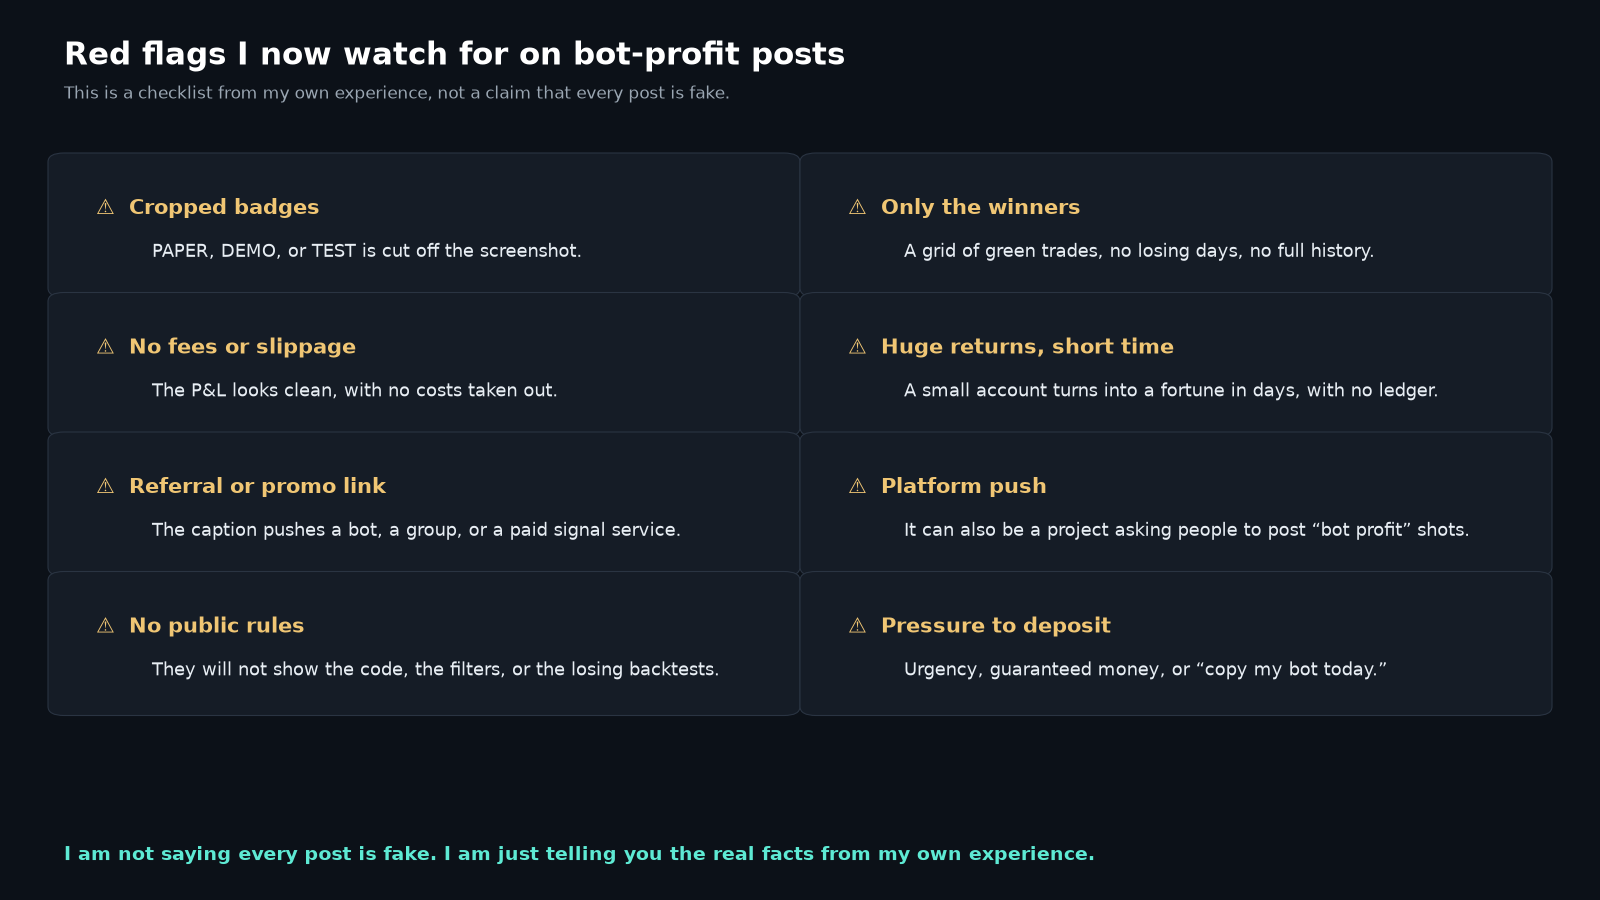 Red flags I now watch for on bot-profit posts
This is a checklist from my own experience, not a claim that every post is fake.
⚠ Cropped badges
PAPER, DEMO, or TEST is cut off the screenshot.
⚠ Only the winners
A grid of green trades, no losing days, no full history.
⚠ No fees or slippage
The P&L looks clean, with no costs taken out.
⚠ Huge returns, short time
A small account turns into a fortune in days, with no ledger.
⚠ Referral or promo link
The caption pushes a bot, a group, or a paid signal service.
⚠ Platform push
It can also be a project asking people to post “bot profit” shots.
⚠ No public rules
They will not show the code, the filters, or the losing backtests.
⚠ Pressure to deposit
Urgency, guaranteed money, or “copy my bot today.”
I am not saying every post is fake. I am just telling you the real facts from my own experience.